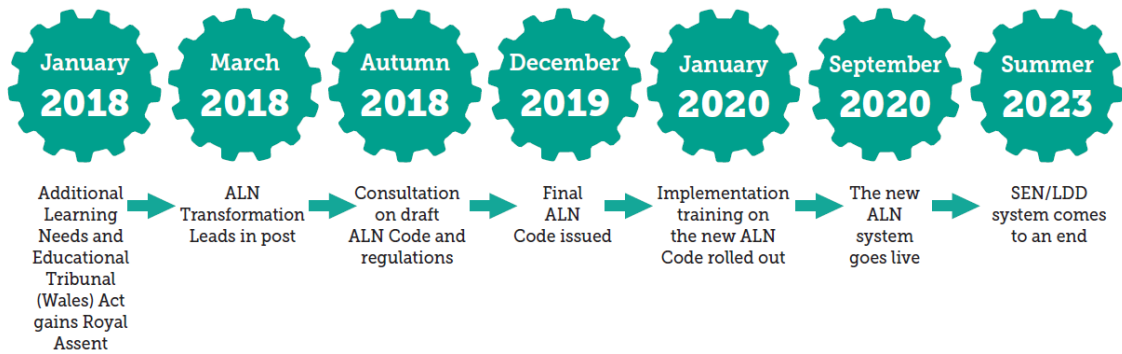 January
2018
March
2018
Autumn
2018
December
2019
January
2020
September
2020
Summer
2023
Additional
Learning
Needs and
Educational
Tribunal
(Wales) Act
gains Royal
Assent
ALN
Transformation
Leads in post
Consultation
on draft
ALN Code and
regulations
Final
ALN
Code issued
Implementation
training on
the new ALN
Code rolled out
The new
ALN
system
goes live
SEN/LDD
system comes
to an end